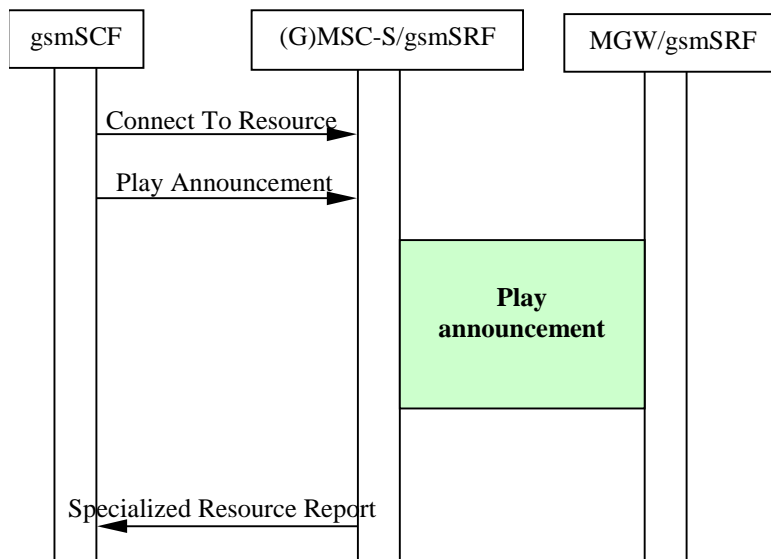 gsmSCF
(G)MSC-S/gsmSRF
MGW/gsmSRF
Connect To Resource
Play Announcement
Play
announcement
Specialized Resource Report